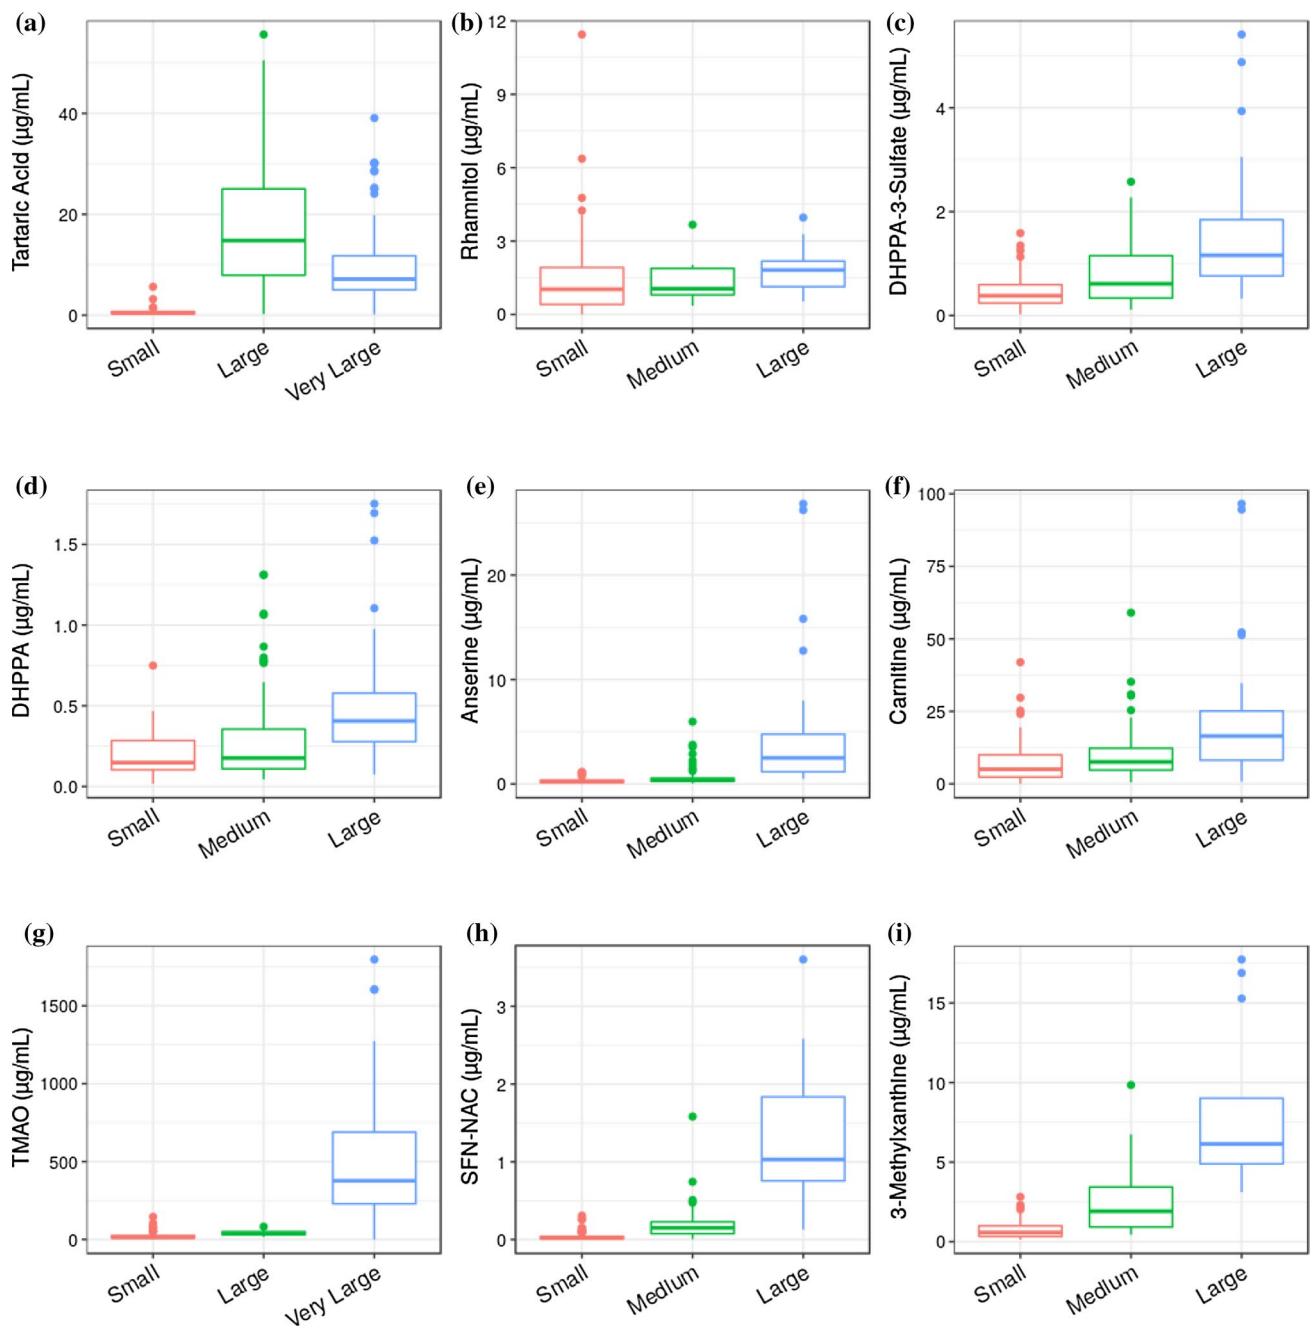 (a)
Tartaric Acid (µg/mL)
40
20
0
Small
Large
Very Large
(b)
Rhamnitol (µg/mL)
12
9
6
3
0
Small
Medium
Large
(c)
DHPPA-3-Sulfate (µg/mL)
4
2
0
Small
Medium
Large
(d)
DHPPA (µg/mL)
1.5
1.0
0.5
0.0
Small
Medium
Large
(e)
Anserine (µg/mL)
20
10
0
Small
Medium
Large
(f)
Carnitine (µg/mL)
100
75
50
25
0
Small
Medium
Large
(g)
TMAO (µg/mL)
1500
1000
500
0
Small
Large
Very Large
(h)
SFN-NAC (µg/mL)
3
2
1
0
Small
Medium
Large
(i)
3-Methylxanthine (µg/mL)
15
10
5
0
Small
Medium
Large